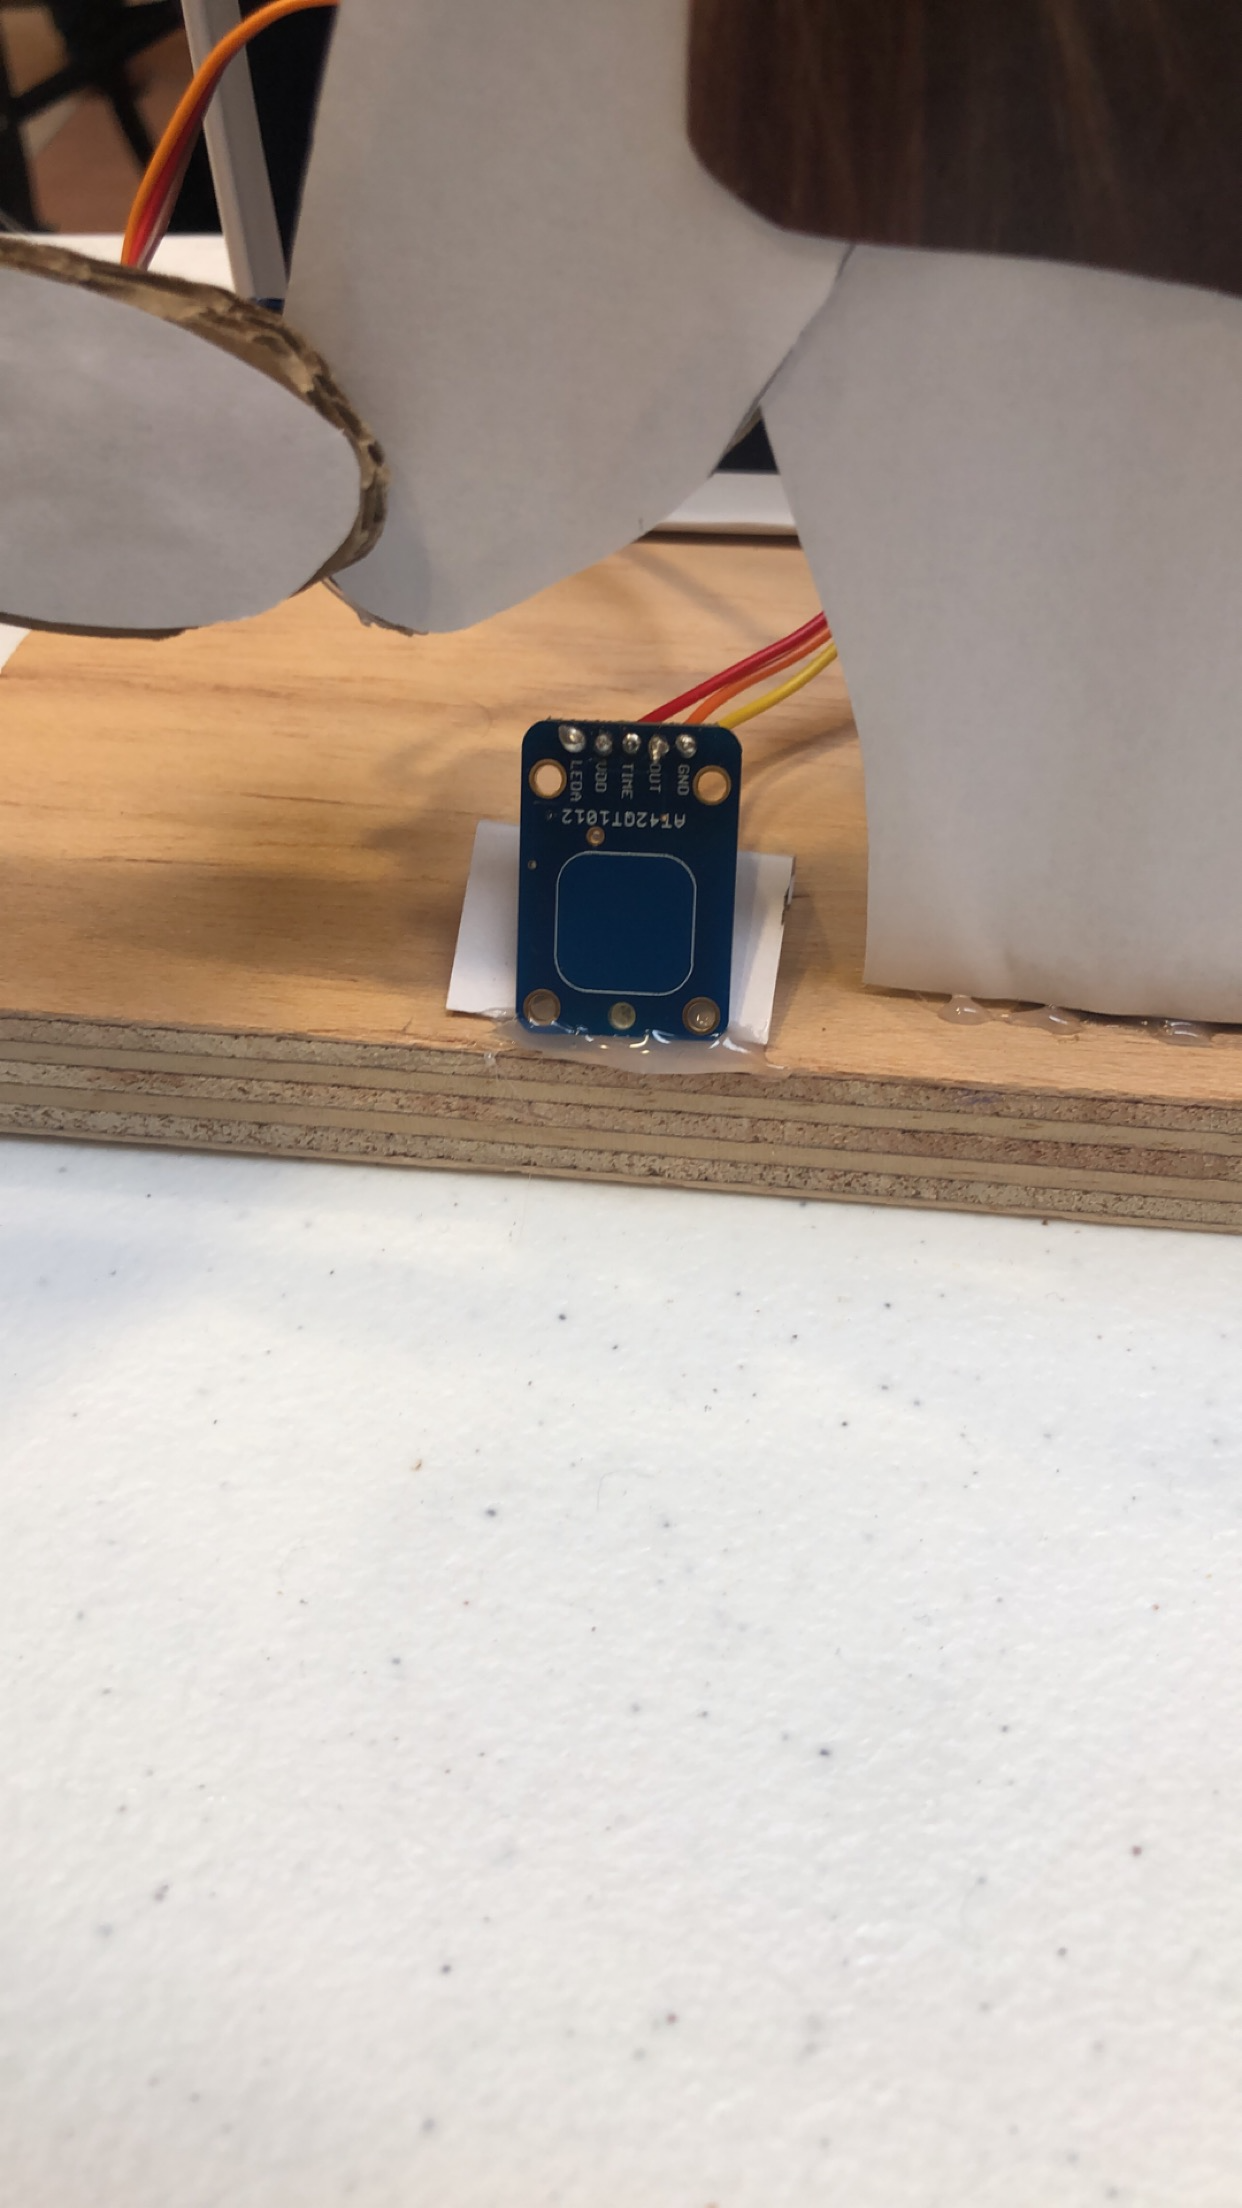 LEDA
VDD
TIME
OUT
GND
AT42QT1012